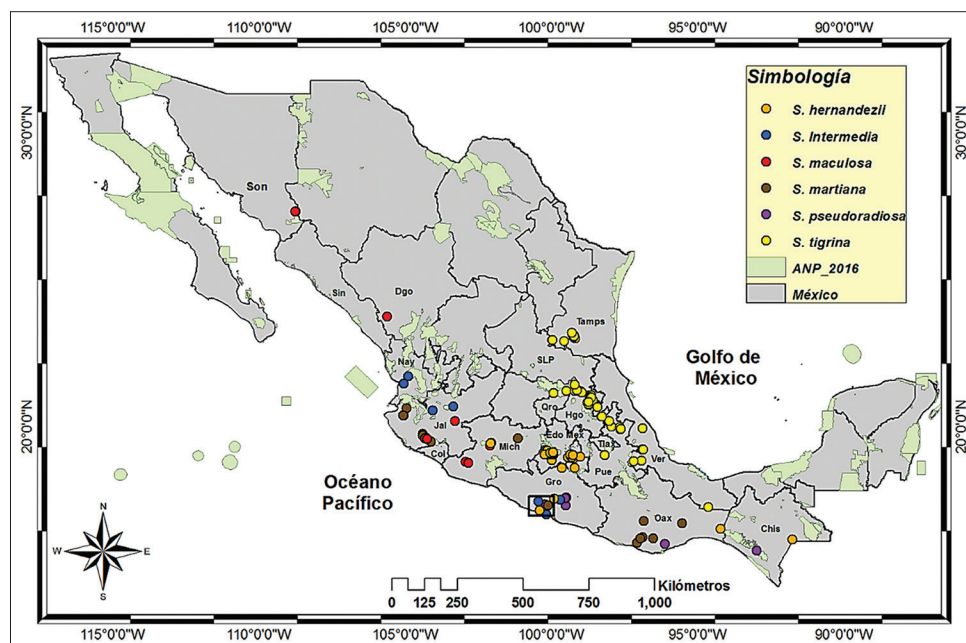 115°0'0"W 110°0'0"W 105°0'0"W 100°0'0"W 95°0'0"W 90°0'0"W
Simbología
S. hernandezii
S. Intermedia
S. maculosa
S. martiana
S. pseudoradiosa
S. tigrina
ANP_2016
México
30°0'0"N
30°0'0"N
Son
Sin
Dgo
Tamps
Nay
SLP
Golfo de
México
Qro
Hgo
20°0'0"N
20°0'0"N
Jal
Edo Mex
Tlax
Col
Mich
Ver
Pue
Océano
Pacífico
Gro
Oax
Chis
N
W E
S
Kilómetros
0 125 250 500 750 1,000
115°0'0"W 110°0'0"W 105°0'0"W 100°0'0"W 95°0'0"W 90°0'0"W